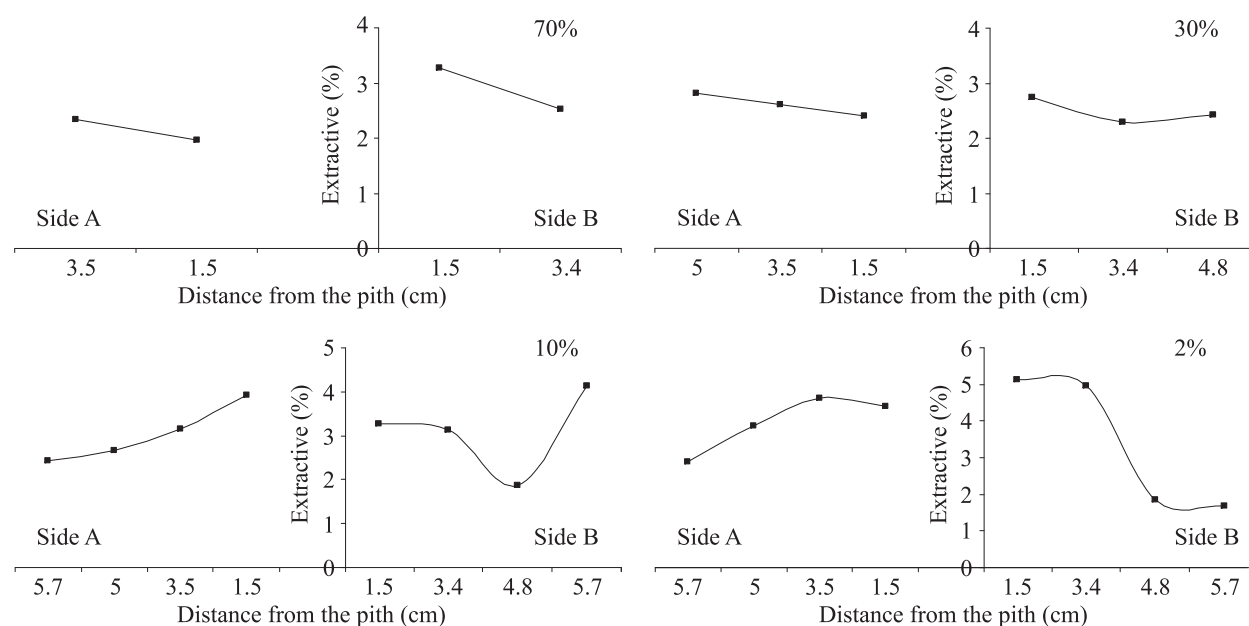 4
70%
3
Extractive (%)
2
1
Side A
Side B
0
3.5 1.5 1.5 3.4
Distance from the pith (cm)
4
30%
3
Extractive (%)
2
1
Side A
Side B
0
5 3.5 1.5 1.5 3.4 4.8
Distance from the pith (cm)
5
10%
4
3
Extractive (%)
2
1
Side A
Side B
0
5.7 5 3.5 1.5 1.5 3.4 4.8 5.7
Distance from the pith (cm)
6
2%
5
4
Extractive (%)
3
2
1
Side A
Side B
0
5.7 5 3.5 1.5 1.5 3.4 4.8 5.7
Distance from the pith (cm)